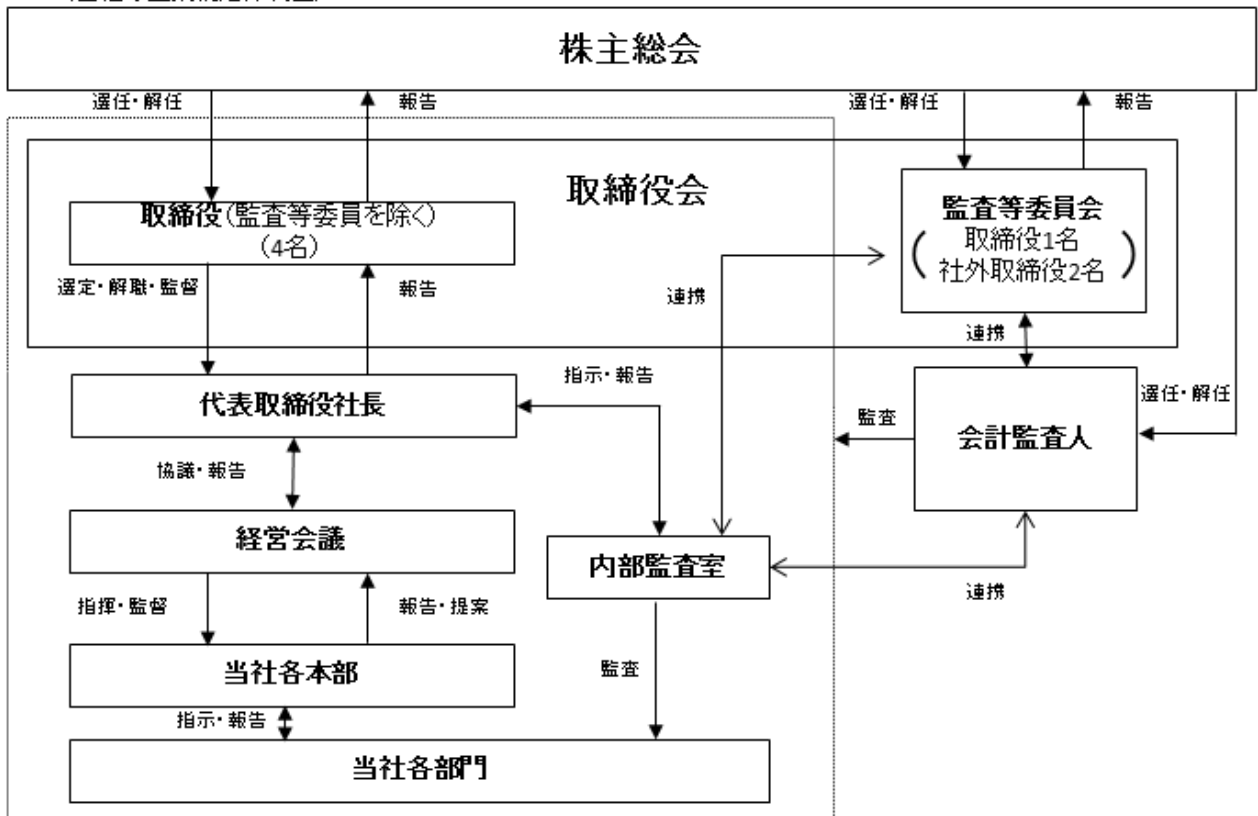 株主総会
選任・解任
報告
選任・解任
報告
取締役会
取締役(監査等委員を除く)
(4名)
監査等委員会
取締役1名
社外取締役2名
選定・解職・監督
報告
連携
連携
指示・報告
選任・解任
代表取締役社長
監査
会計監査人
協議・報告
経営会議
内部監査室
指揮・監督
報告・提案
連携
当社各本部
監査
指示・報告
当社各部門